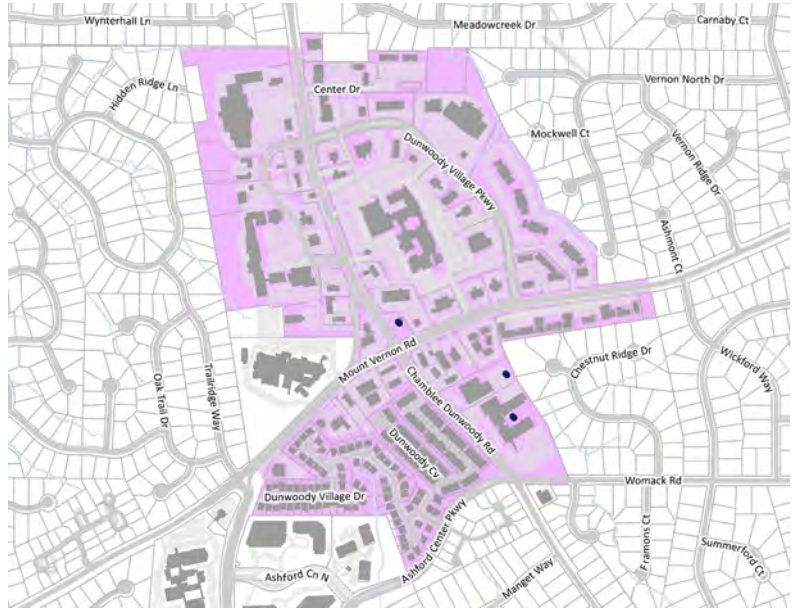 Wynterhall Ln
Meadowcreek Dr
Carnaby Ct
Hidden Ridge Ln
Center Dr
Vernon North Dr
Mockwell Ct
Dunwoody Village Pkwy
Vernon Ridge Dr
Ashmont Ct
Mount Vernon Rd
Chestnut Ridge Dr
Wickford Way
Oak Trail Dr
Trailridge Way
Chamblee Dunwoody Rd
Dunwoody Cv
Womack Rd
Dunwoody Village Dr
Ashford Center Pkwy
Framons Ct
Summerford Ct
Ashford Cn N
Manget Way